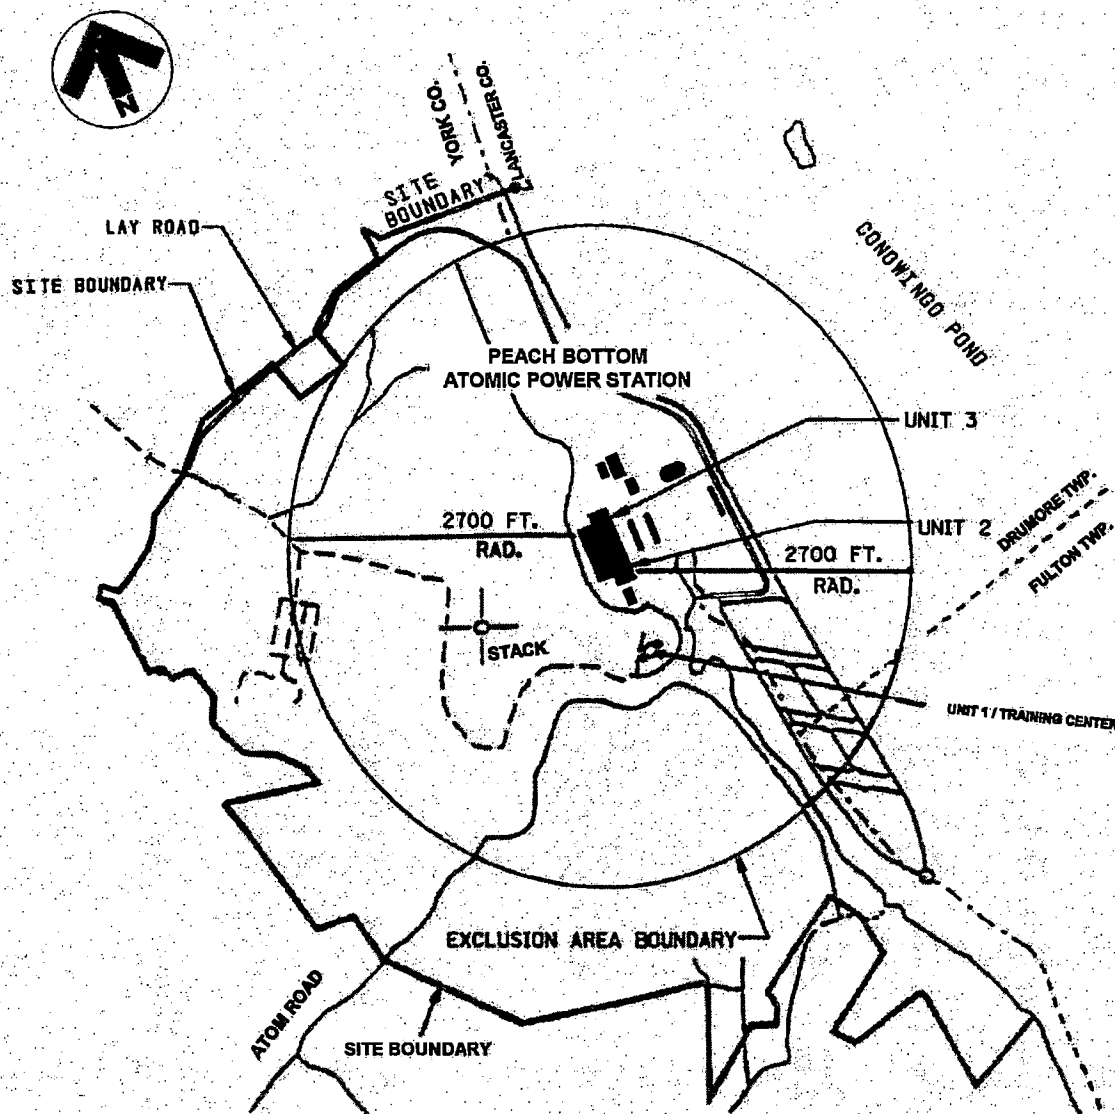 N
YORK CO.
LANCASTER CO.
SITE
BOUNDARY
LAY ROAD
SITE BOUNDARY
CONOWINGO POND
PEACH BOTTOM
ATOMIC POWER STATION
UNIT 3
2700 FT.
RAD.
UNIT 2
DRUMORE TWP.
FULTON TWP.
2700 FT.
RAD.
STACK
UNIT 1 / TRAINING CENTER
EXCLUSION AREA BOUNDARY
ATOM ROAD
SITE BOUNDARY